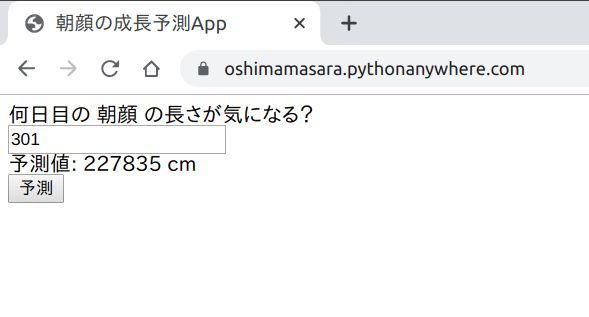 朝顔の成長予測App
oshimamasara.pythonanywhere.com
何日目の 朝顔 の長さが気になる?
301
予測値: 227835 cm
予測